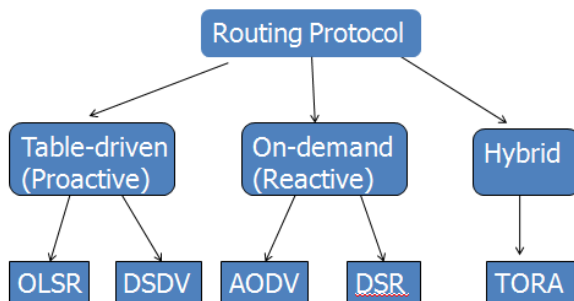 Routing Protocol
Table-driven
(Proactive)
On-demand
(Reactive)
Hybrid
OLSR
DSDV
AODV
DSR
TORA